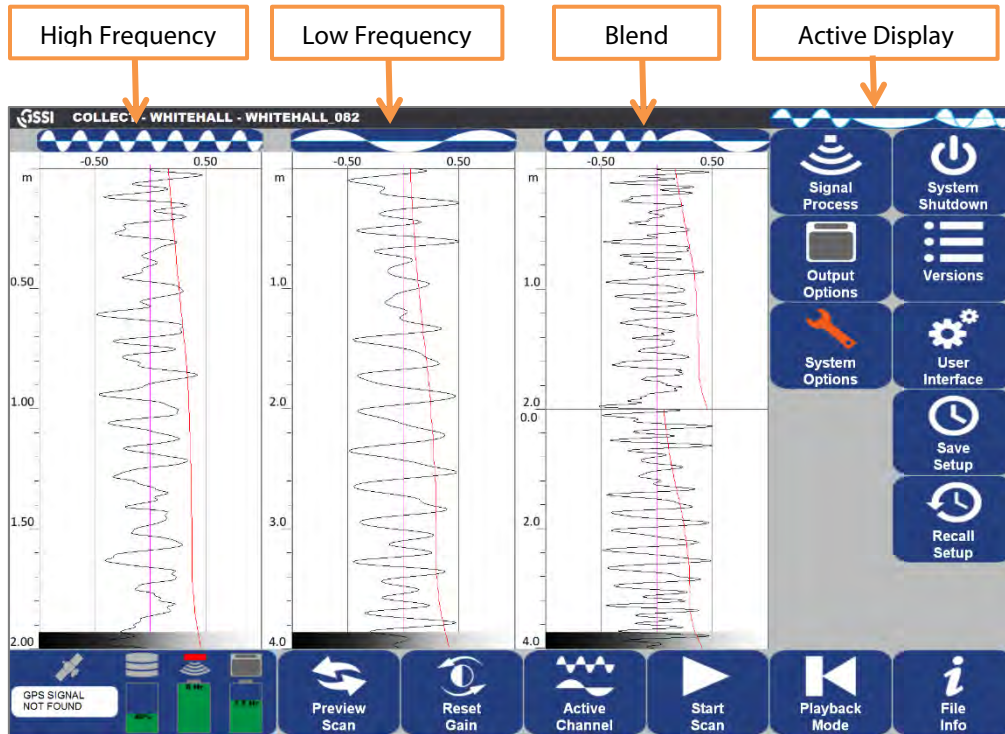 High Frequency
Low Frequency
Blend
Active Display
GSSI COLLECT - WHITEHALL - WHITEHALL_082
-0.50 0.50
-0.50 0.50
-0.50 0.50
m
m
m
0.50
1.00
1.50
2.00
1.0
2.0
3.0
4.0
1.0
2.0
0.0
2.0
4.0
Signal
Process
System
Shutdown
Output
Options
Versions
System
Options
User
Interface
Save
Setup
Recall
Setup
GPS SIGNAL
NOT FOUND
Preview
Scan
Reset
Gain
Active
Channel
Start
Scan
Playback
Mode
File
Info